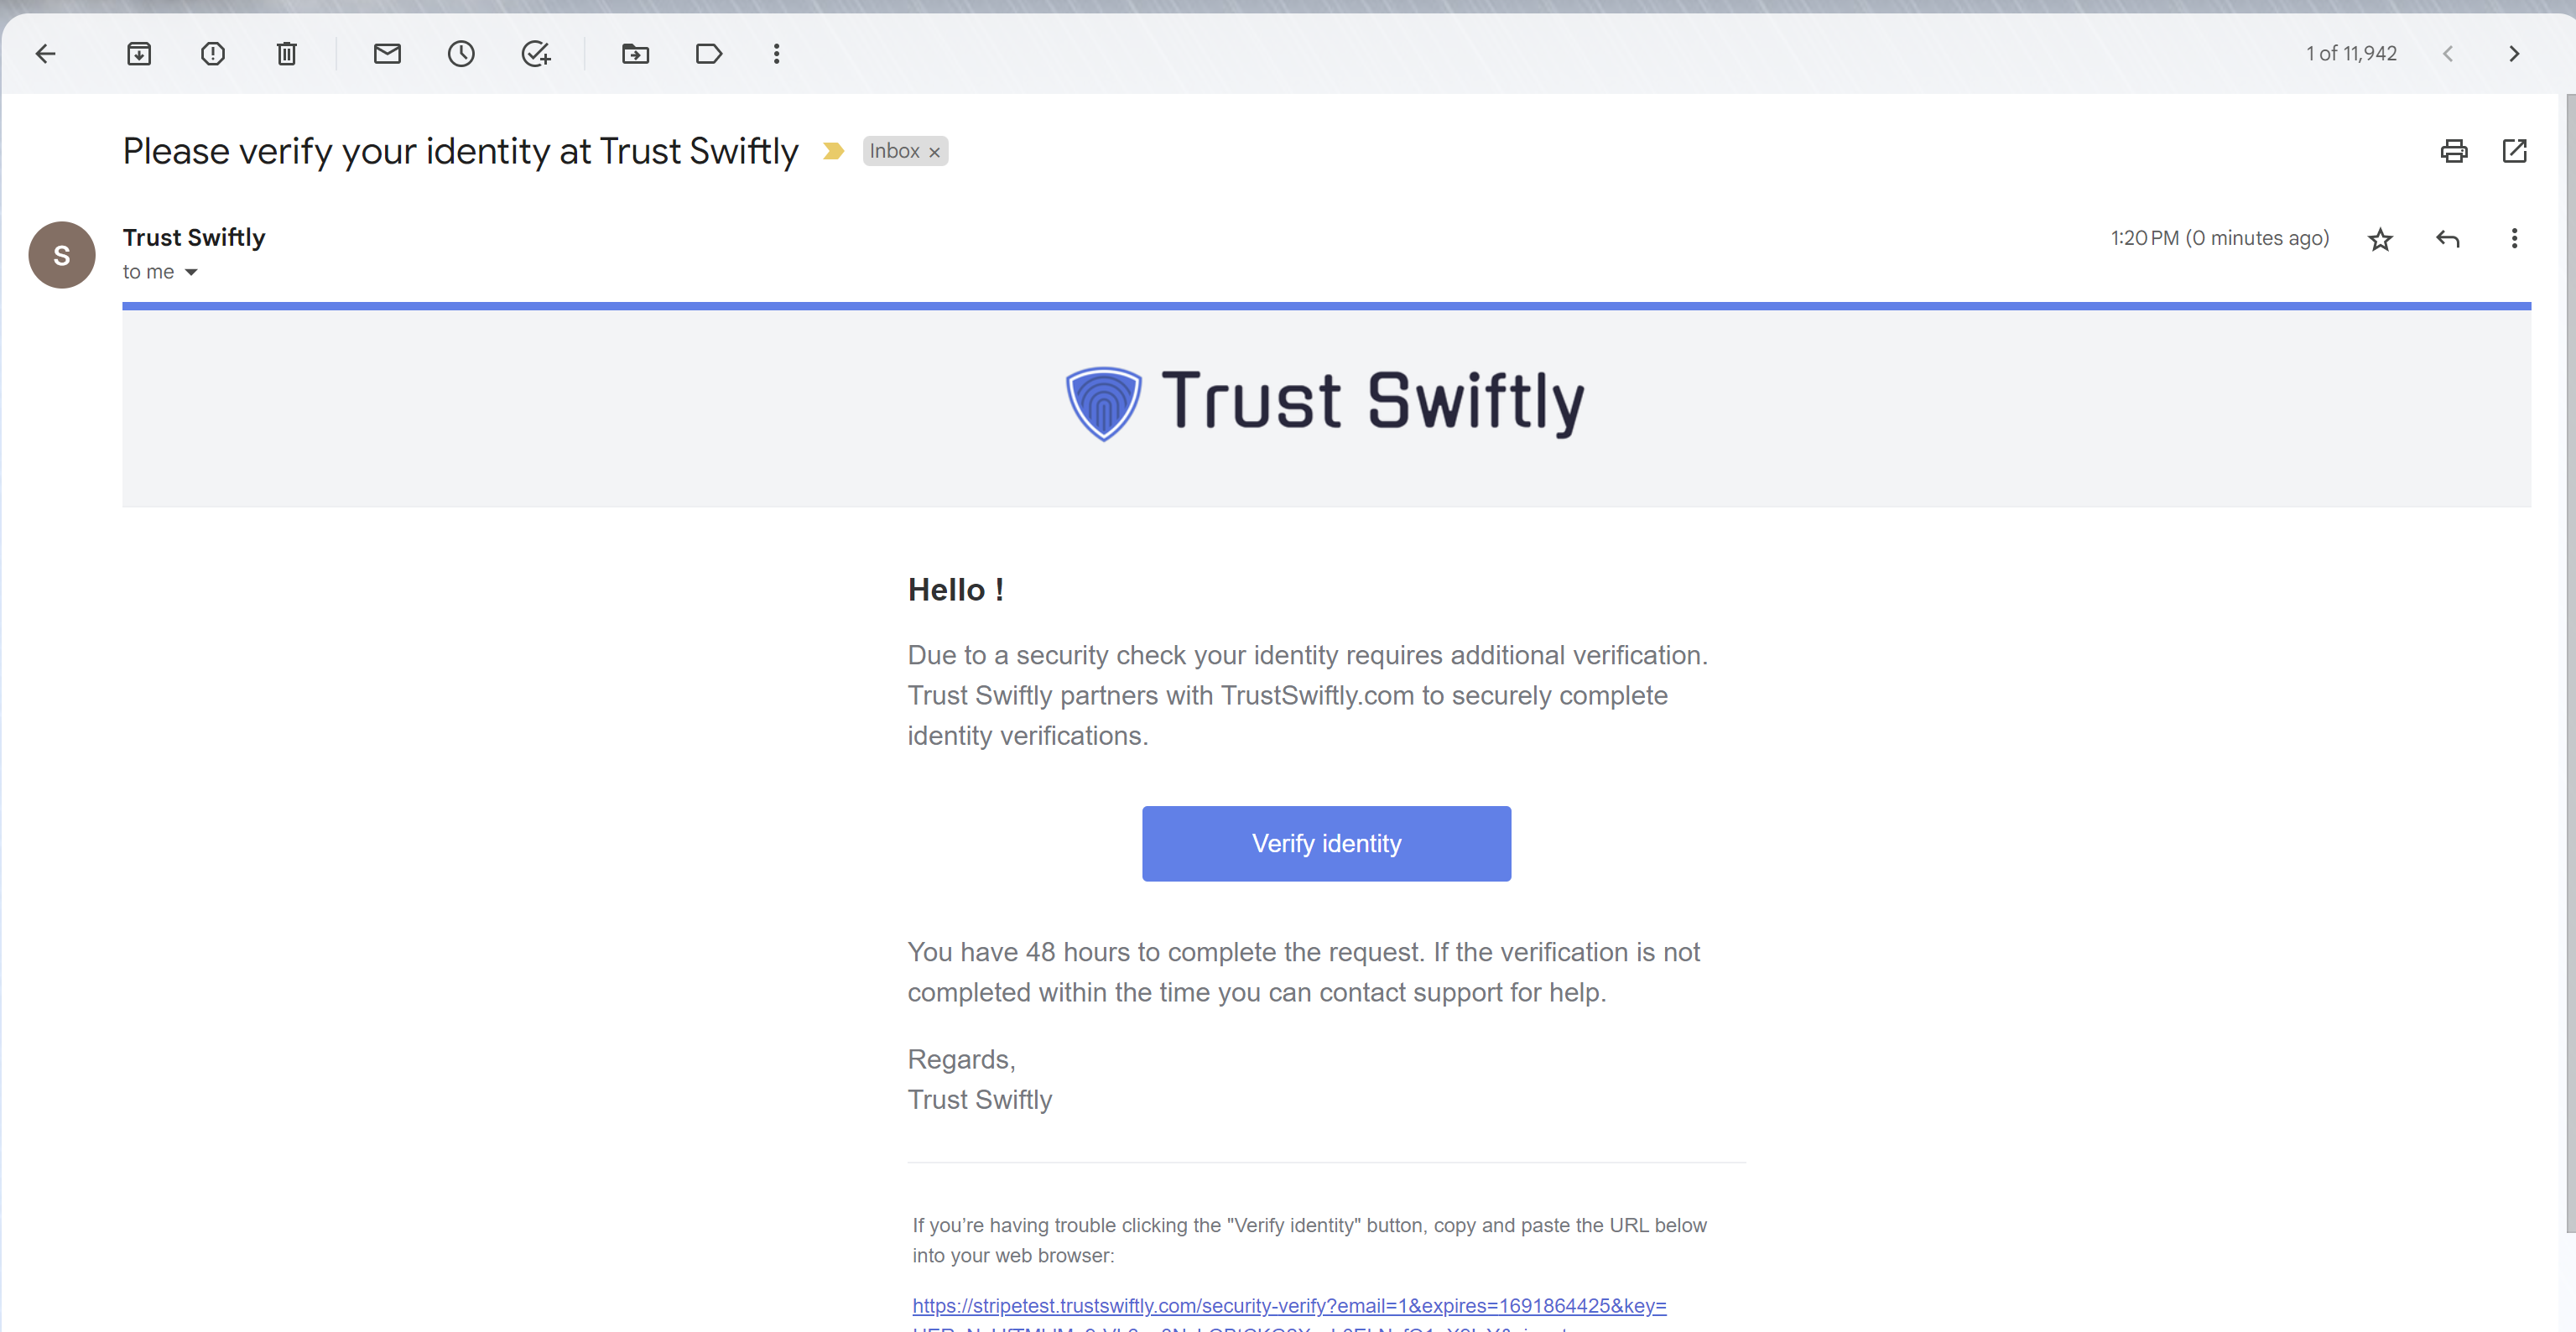 1 of 11,942
Please verify your identity at Trust Swiftly
Inbox ×
S
Trust Swiftly
1:20 PM (0 minutes ago)
to me
Trust Swiftly
Hello !
Due to a security check your identity requires additional verification.
Trust Swiftly partners with TrustSwiftly.com to securely complete
identity verifications.
Verify identity
You have 48 hours to complete the request. If the verification is not
completed within the time you can contact support for help.
Regards,
Trust Swiftly
If you’re having trouble clicking the "Verify identity" button, copy and paste the URL below
into your web browser:
https://stripetest.trustswiftly.com/security-verify?email=1&expires=1691864425&key=